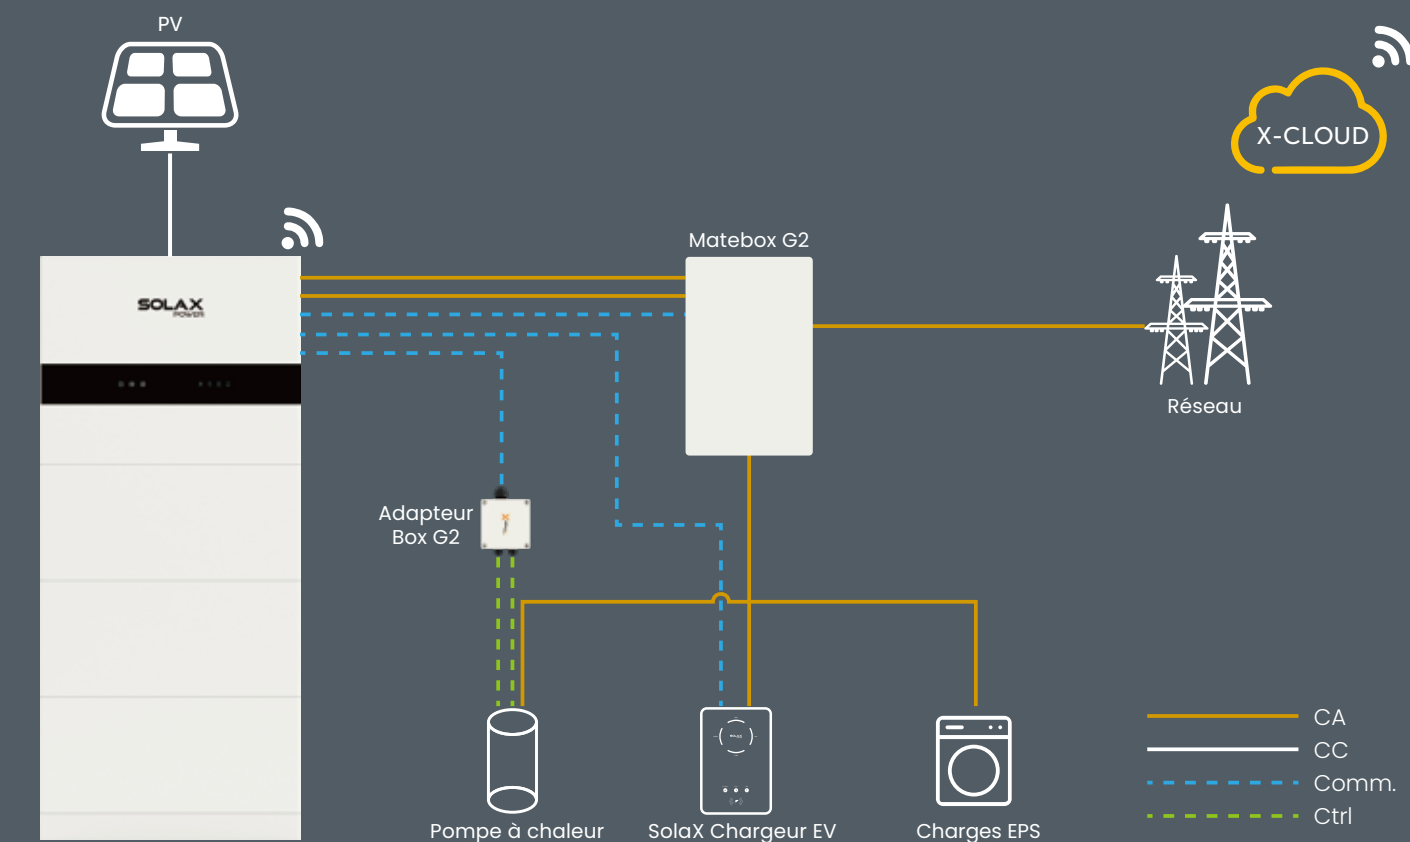 PV
X-CLOUD
SOLAX
POWER
Matebox G2
Réseau
Adapteur
Box G2
CA
CC
Comm.
Ctrl
Pompe à chaleur
SolaX Chargeur EV
Charges EPS